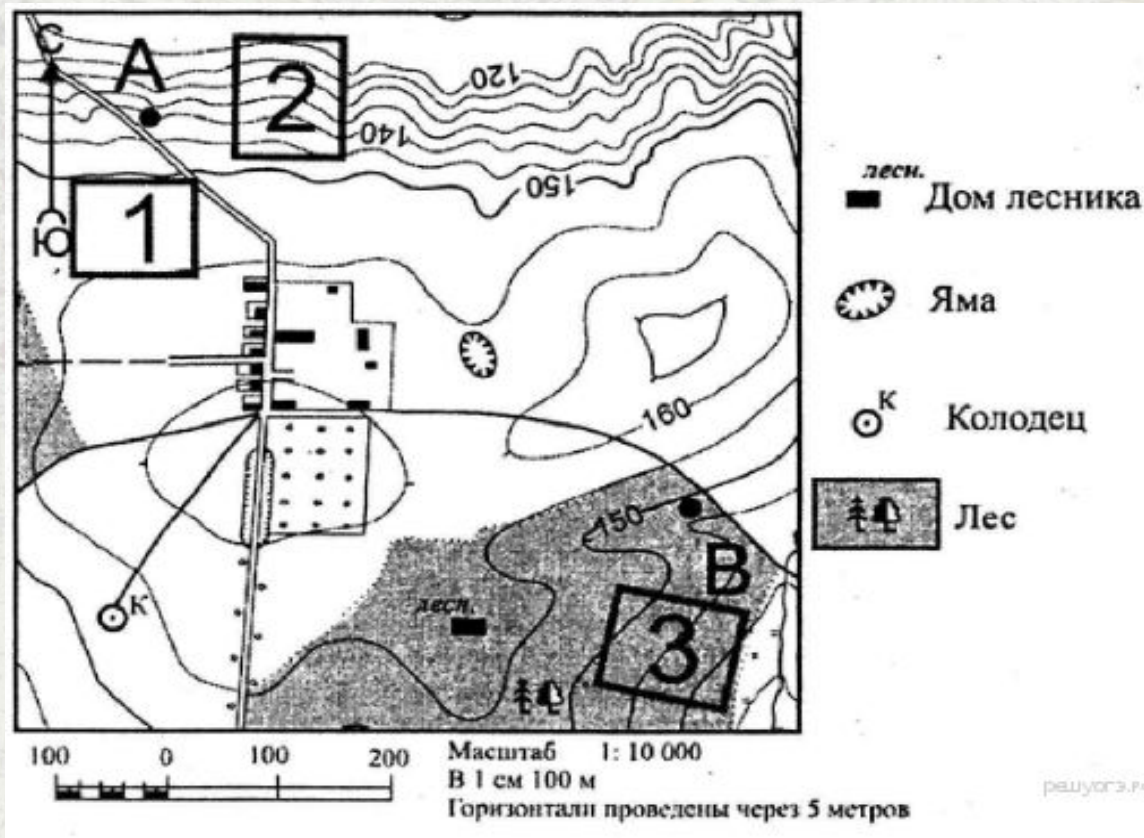 С
А
2
120
140
150
1
Ю
160
150
В
лесн.
К
3
лесн.
Дом лесника
Яма
К
Колодец
Лес
100 0 100 200
Масштаб 1: 10 000
В 1 см 100 м
Горизонтали проведены через 5 метров